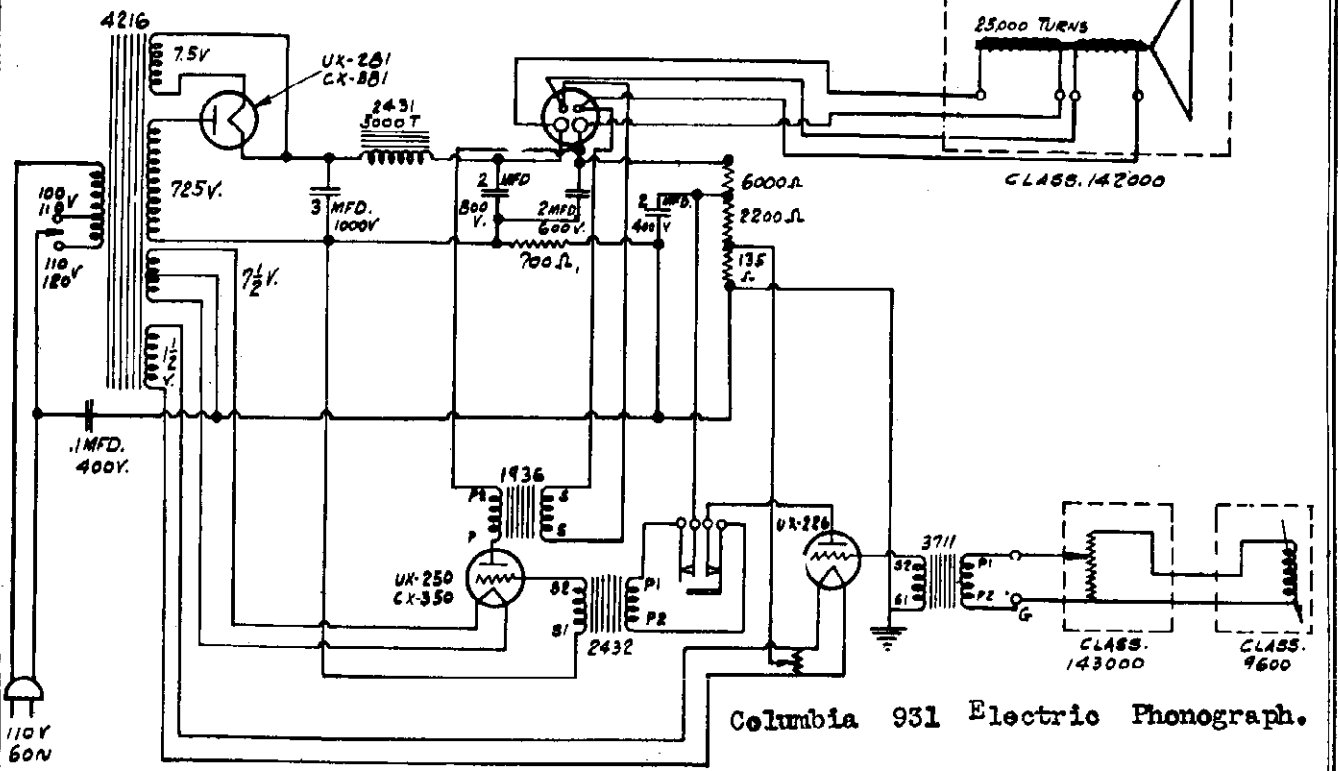 4216
7.5V
UX-281
CX-381
2431
3000T
725V.
3 MFD.
1000V
100V
110V
110
120V
7½V.
1½
V.
.1MFD.
400V.
2 MFD
800
V.
2MFD.
600V.
700Ω.
2 MFD.
400 V
6000Ω
2200Ω
135
Ω
25,000 TURNS
CLASS. 142000
1936
P2
P
S
S
UX-250
CX-350
S2
S1
P1
P2
2432
UX-226
3711
S2
S1
P1
P2
G
CLASS.
143000
CLASS.
9600
110V
60~
Columbia 931 Electric Phonograph.